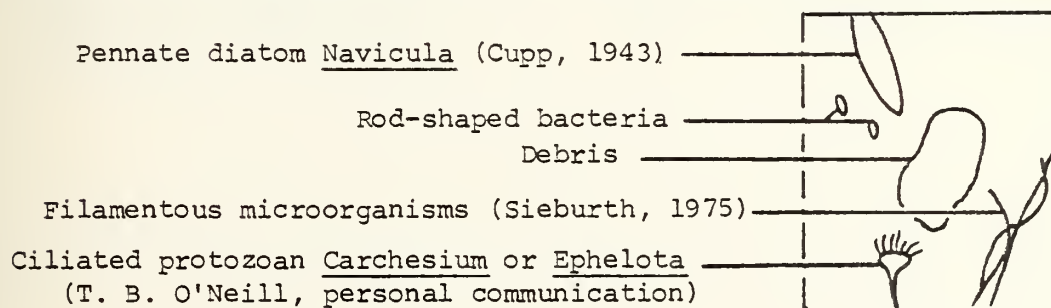 Pennate diatom Navicula (Cupp, 1943)
Rod-shaped bacteria
Debris
Filamentous microorganisms (Sieburth, 1975)
Ciliated protozoan Carchesium or Ephelota
(T. B. O'Neill, personal communication)